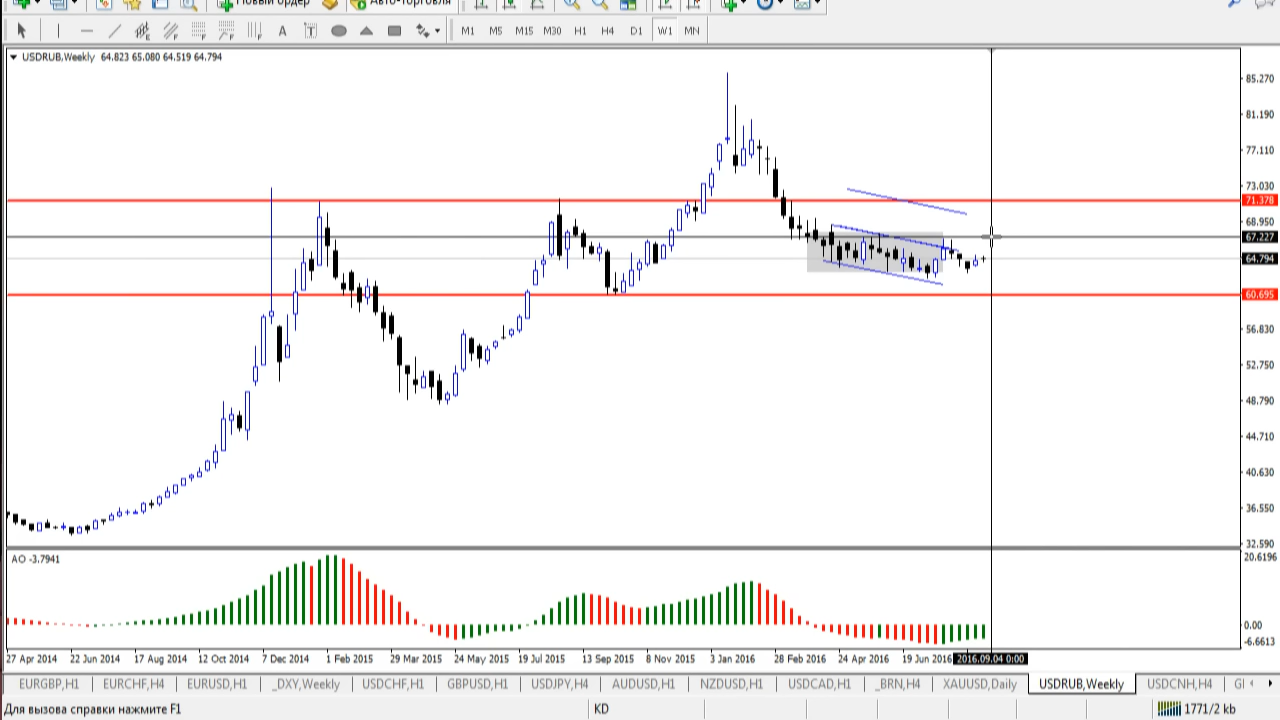 Новый ордер Авто-торговля
A T M1 M5 M15 M30 H1 H4 D1 W1 MN
USDRUB,Weekly 64.823 65.080 64.519 64.794
85.270
81.190
77.110
73.030
71.378
68.950
67.227
64.794
60.695
56.830
52.750
48.790
44.710
40.630
36.550
32.590
AO -3.7941
20.6196
0.00
-6.6613
27 Apr 2014 22 Jun 2014 17 Aug 2014 12 Oct 2014 7 Dec 2014 1 Feb 2015 29 Mar 2015 24 May 2015 19 Jul 2015 13 Sep 2015 8 Nov 2015 3 Jan 2016 28 Feb 2016 24 Apr 2016 19 Jun 2016 2016.09.04 0:00
EURGBP,H1 EURCHF,H4 EURUSD,H1 _DXY,Weekly USDCHF,H1 GBPUSD,H1 USDJPY,H4 AUDUSD,H1 NZDUSD,H1 USDCAD,H1 _BRN,H4 XAUUSD,Daily USDRUB,Weekly USDCNH,H4
Для вызова справки нажмите F1 KD 1771/2 kb